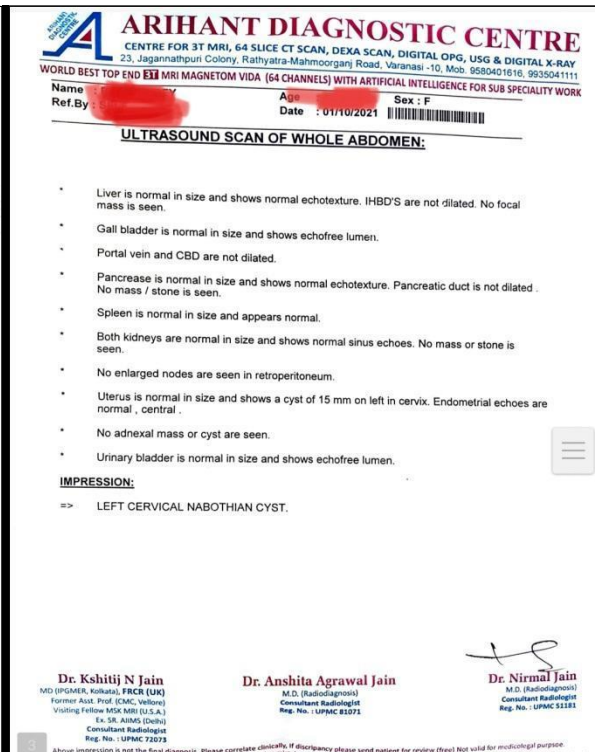 ARIHANT DIAGNOSTIC CENTRE
CENTRE FOR 3T MRI, 64 SLICE CT SCAN, DEXA SCAN, DIGITAL OPG, USG & DIGITAL X-RAY
23, Jagannathpuri Colony, Rathyatra-Mahmoorganj Road, Varanasi -10, Mob. 9580401616, 9935041111
WORLD BEST TOP END 3T MRI MAGNETOM VIDA (64 CHANNELS) WITH ARTIFICIAL INTELLIGENCE FOR SUB SPECIALITY WORK
Name :
Age
Sex : F
Ref.By :
Date : 01/10/2021
ULTRASOUND SCAN OF WHOLE ABDOMEN:
* Liver is normal in size and shows normal echotexture. IHBD'S are not dilated. No focal
mass is seen.
* Gall bladder is normal in size and shows echofree lumen.
* Portal vein and CBD are not dilated.
* Pancrease is normal in size and shows normal echotexture. Pancreatic duct is not dilated .
No mass / stone is seen.
* Spleen is normal in size and appears normal.
* Both kidneys are normal in size and shows normal sinus echoes. No mass or stone is
seen.
* No enlarged nodes are seen in retroperitoneum.
* Uterus is normal in size and shows a cyst of 15 mm on left in cervix. Endometrial echoes are
normal , central .
* No adnexal mass or cyst are seen.
* Urinary bladder is normal in size and shows echofree lumen.
IMPRESSION:
=> LEFT CERVICAL NABOTHIAN CYST.
Dr. Kshitij N Jain
MD (IPGMER, Kolkata), FRCR (UK)
Former Asst. Prof. (CMC, Vellore)
Visiting Fellow MSK MRI (U.S.A.)
Ex. SR. AIIMS (Delhi)
Consultant Radiologist
Reg. No. : UPMC 72073
Dr. Anshita Agrawal Jain
M.D. (Radiodiagnosis)
Consultant Radiologist
Reg. No. : UPMC 81071
Dr. Nirmal Jain
M.D. (Radiodiagnosis)
Consultant Radiologist
Reg. No. : UPMC 51181
3
Above impression is not the final diagnosis. Please correlate clinically, if discripancy please send patient for review (free) Not valid for medicolegal purpose.